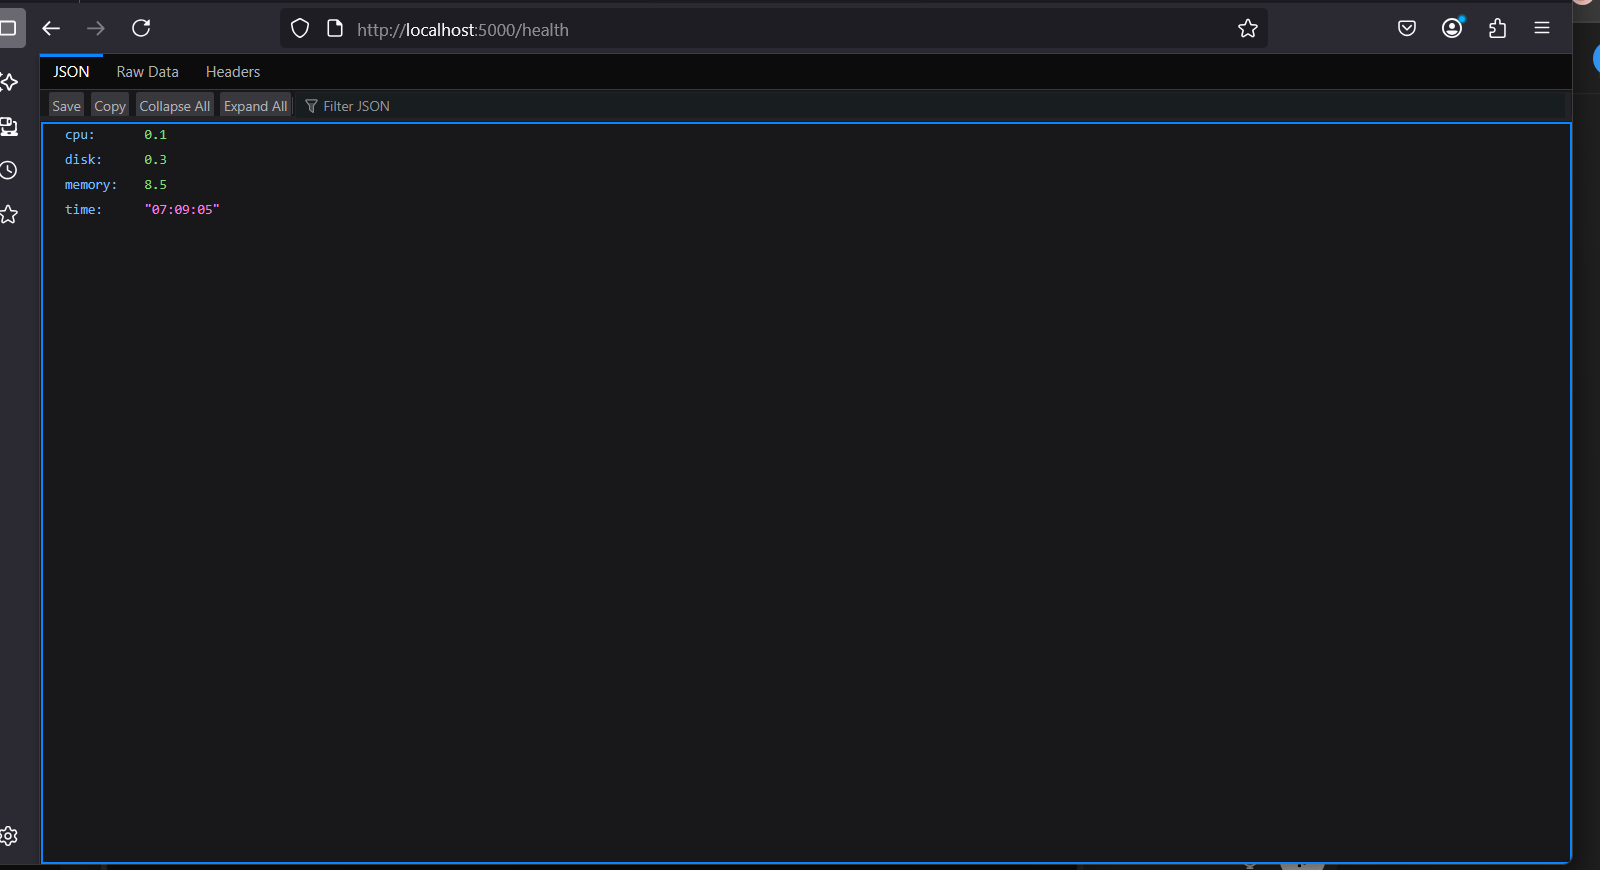 http://localhost:5000/health
JSON Raw Data Headers
Save Copy Collapse All Expand All Filter JSON
cpu: 0.1
disk: 0.3
memory: 8.5
time: "07:09:05"